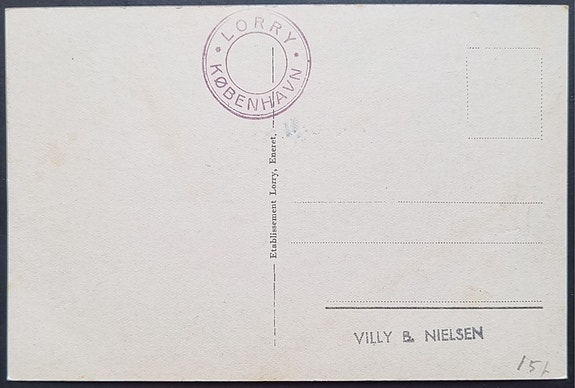 LORRY
KØBENHAVN
Etablissement Lorry, Eneret.
VILLY B. NIELSEN